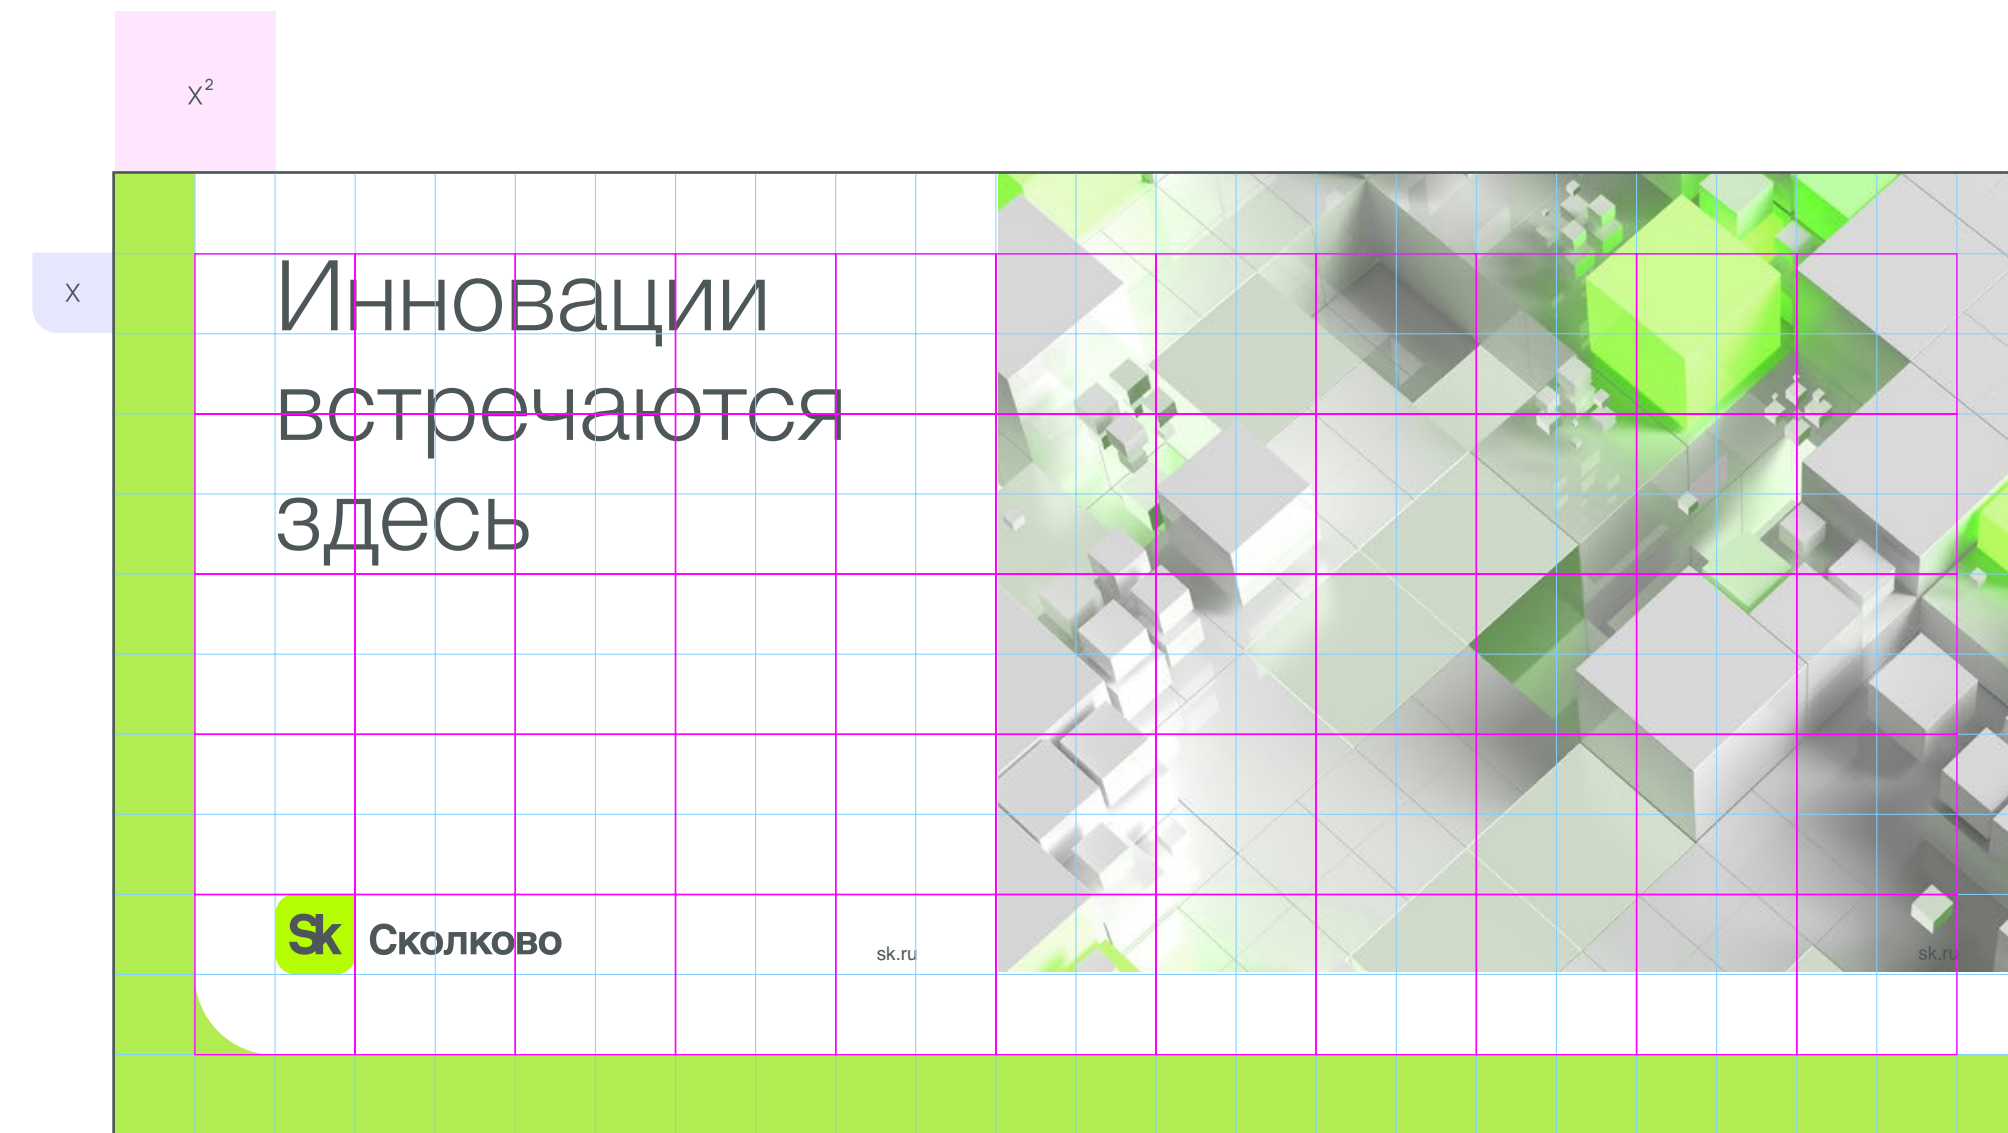 X²
X
Инновации
встречаются
здесь
Sk Сколково
sk.ru
sk.ru